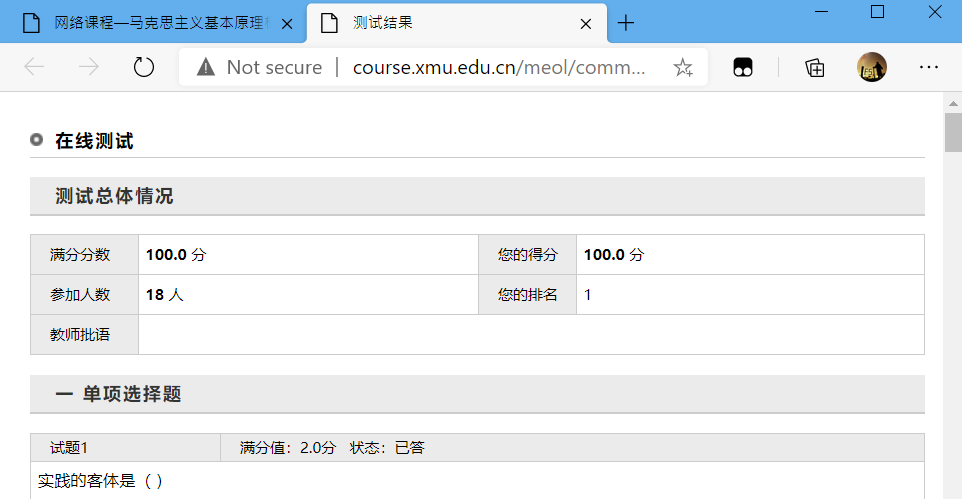 网络课程—马克思主义基本原理
测试结果
Not secure
course.xmu.edu.cn/meol/comm...
在线测试
测试总体情况
满分分数 100.0 分 您的得分 100.0 分
参加人数 18 人 您的排名 1
教师批语
一 单项选择题
试题1 满分值：2.0分 状态：已答
实践的客体是（ ）